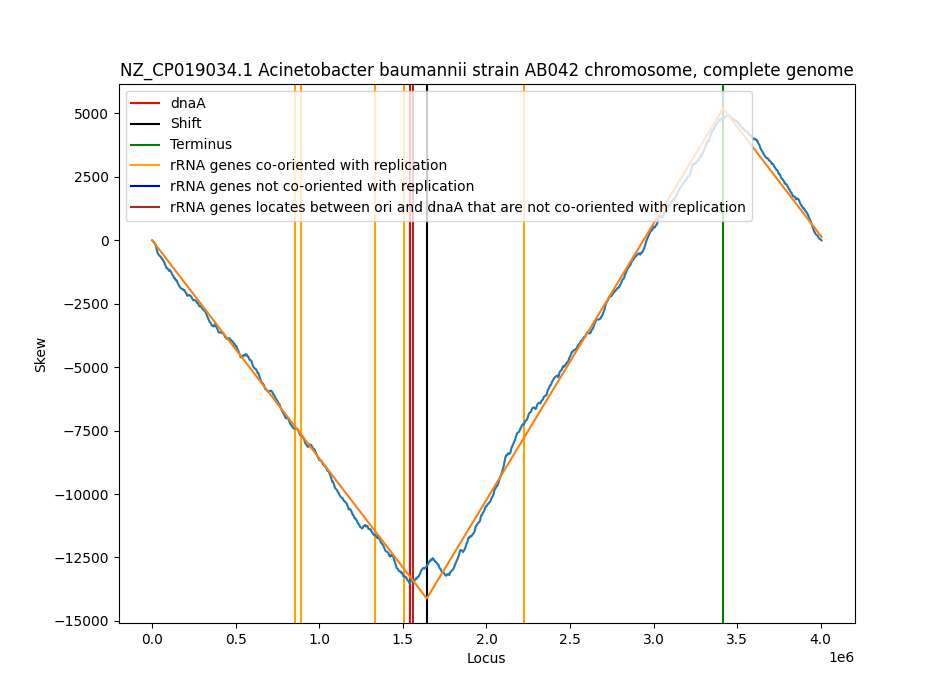 NZ_CP019034.1 Acinetobacter baumannii strain AB042 chromosome, complete genome
dnaA
Shift
Terminus
rRNA genes co-oriented with replication
rRNA genes not co-oriented with replication
rRNA genes locates between ori and dnaA that are not co-oriented with replication
5000
2500
0
−2500
−5000
−7500
−10000
−12500
−15000
Skew
0.0
0.5
1.0
1.5
2.0
2.5
3.0
3.5
4.0
1e6
Locus